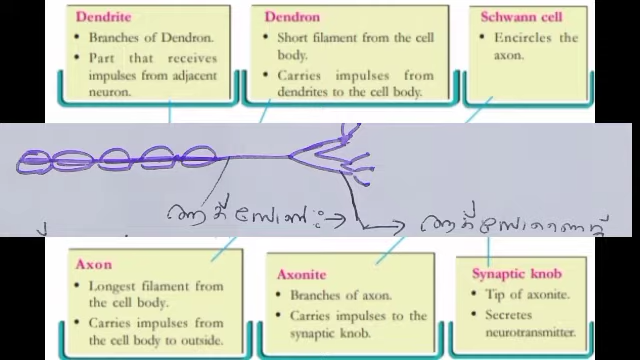 Dendrite
• Branches of Dendron.
• Part that receives
impulses from adjacent
neuron.
Dendron
• Short filament from the cell
body.
• Carries impulses from
dendrites to the cell body.
Schwann cell
• Encircles the
axon.
Axon
• Longest filament from
the cell body.
• Carries impulses from
the cell body to outside.
Axonite
• Branches of axon.
• Carries impulses to the
synaptic knob.
Synaptic knob
• Tip of axonite.
• Secretes
neurotransmitter.